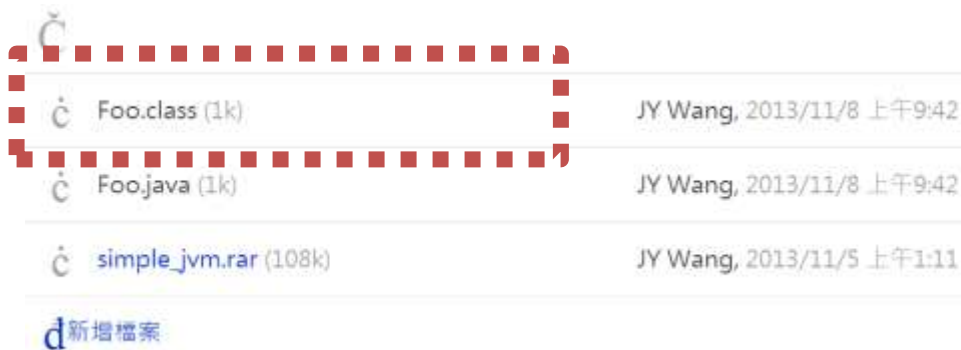 Č
ċ Foo.class (1k) JY Wang, 2013/11/8 上午9:42
ċ Foo.java (1k) JY Wang, 2013/11/8 上午9:42
ċ simple_jvm.rar (108k) JY Wang, 2013/11/5 上午1:11
đ新增檔案